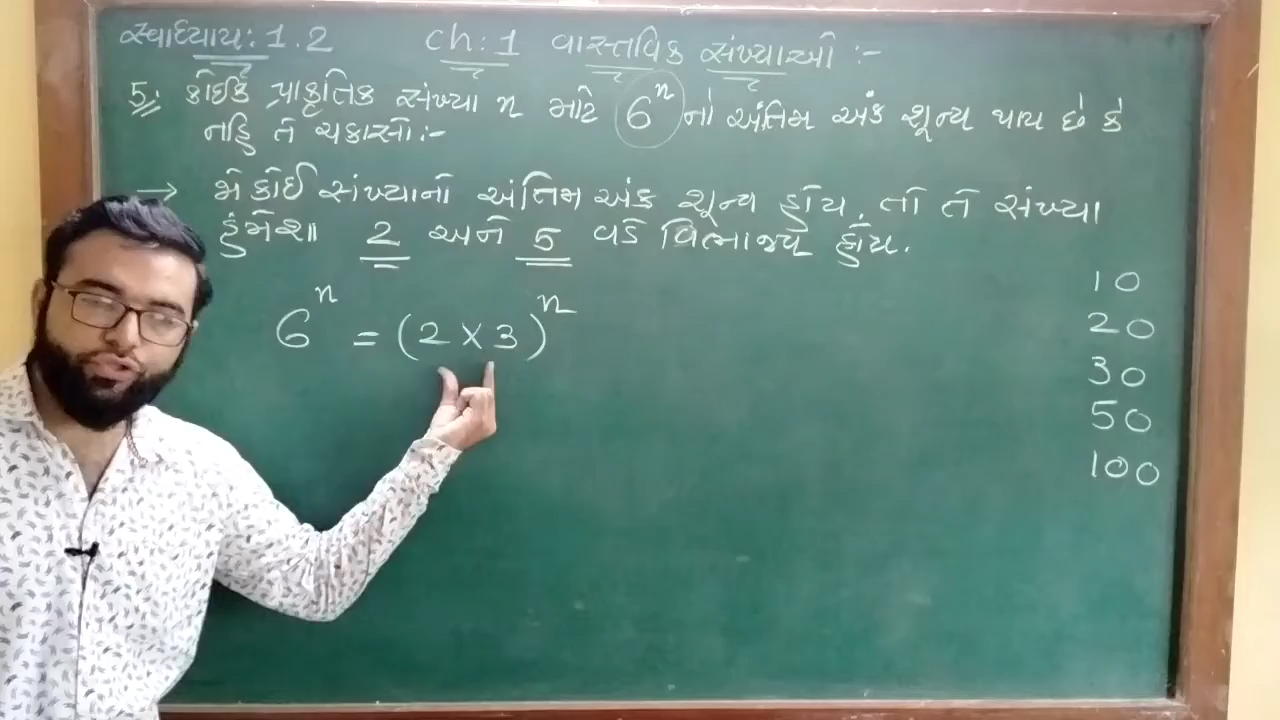 સ્વાધ્યાય: 1.2 ch: 1 વાસ્તવિક સંખ્યાઓ :-
5. કોઈક પ્રાકૃતિક સંખ્યા n માટે 6ⁿ નો અંતિમ અંક શૂન્ય થાય છે કે
નહિ તે ચકાસો:-
→ જો કોઈ સંખ્યાનો અંતિમ અંક શૂન્ય હોય, તો તે સંખ્યા
હંમેશા 2 અને 5 વડે વિભાજ્ય હોય.
6ⁿ = (2 × 3)ⁿ
10
20
30
50
100